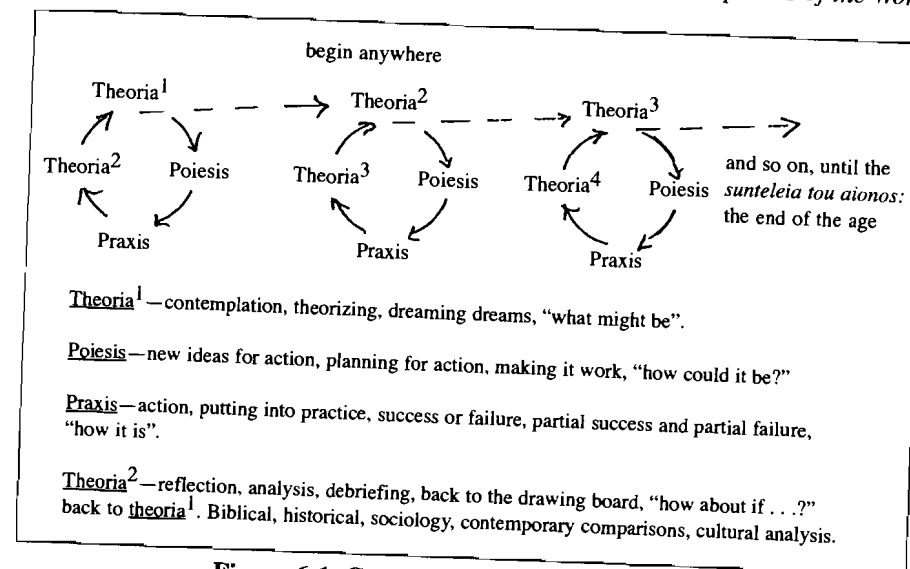 of the
begin anywhere
Theoria¹ Theoria² Theoria³
Theoria² Poiesis Theoria³ Poiesis Theoria⁴ Poiesis
Praxis Praxis Praxis
and so on, until the
sunteleia tou aionos:
the end of the age
Theoria¹—contemplation, theorizing, dreaming dreams, “what might be”.
Poiesis—new ideas for action, planning for action, making it work, “how could it be?”
Praxis—action, putting into practice, success or failure, partial success and partial failure,
“how it is”.
Theoria²—reflection, analysis, debriefing, back to the drawing board, “how about if . . .?”
back to theoria¹. Biblical, historical, sociology, contemporary comparisons, cultural analysis.